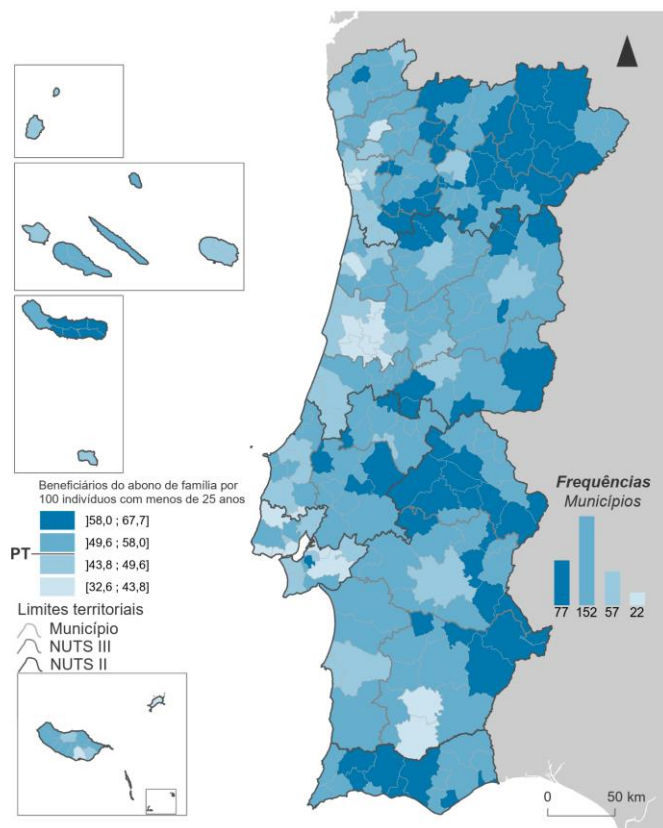 Beneficiários do abono de família por
100 indivíduos com menos de 25 anos
]58,0 ; 67,7]
]49,6 ; 58,0]
PT
]43,8 ; 49,6]
[32,6 ; 43,8]
Limites territoriais
Município
NUTS III
NUTS II
Frequências
Municípios
77 152 57 22
0 50 km